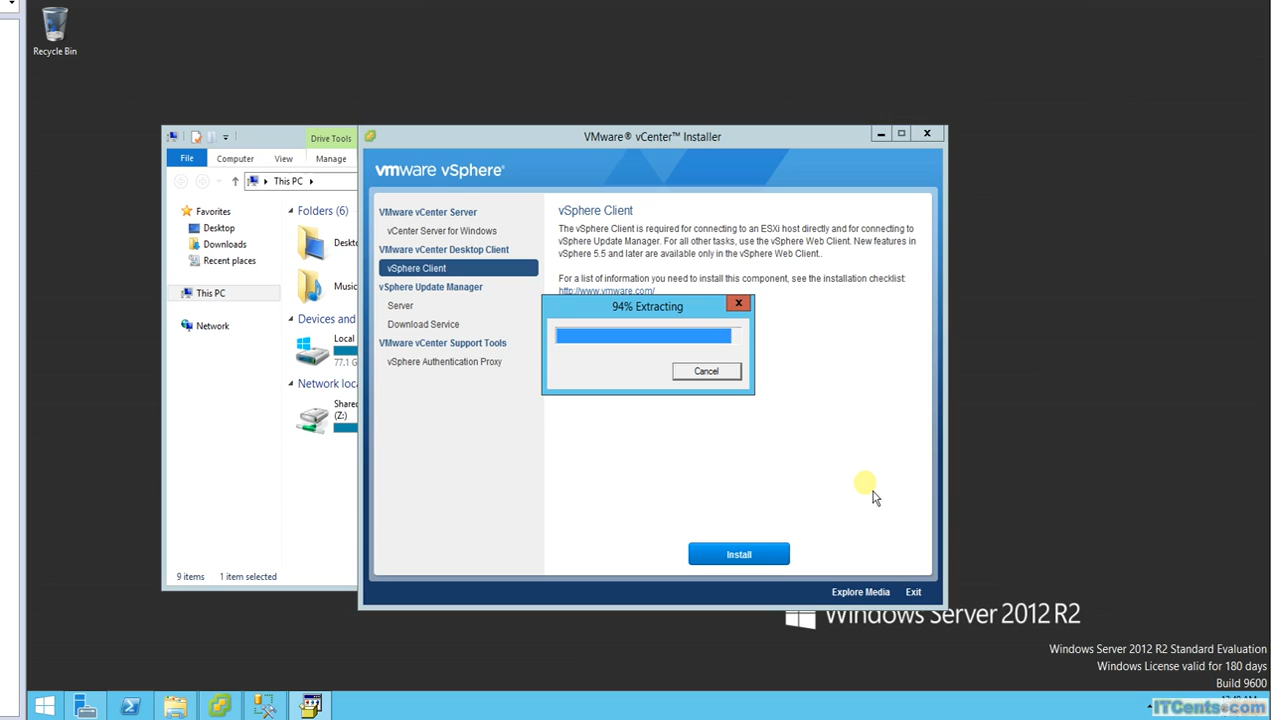 Recycle Bin
Drive Tools
File
Computer
View
Manage
This PC
Favorites
Desktop
Downloads
Recent places
This PC
Network
Folders (6)
Devices and
Local
77.1
Network
Shared
(Z:)
9 items
1 item selected
VMware® vCenter™ Installer
vmware vSphere®
VMware vCenter Server
vCenter Server for Windows
VMware vCenter Desktop Client
vSphere Client
vSphere Update Manager
Server
Download Service
VMware vCenter Support Tools
vSphere Authentication Proxy
vSphere Client
The vSphere Client is required for connecting to an ESXi host directly and for connecting to
vSphere Update Manager. For all other tasks, use the vSphere Web Client. New features in
vSphere 5.5 and later are available only in the vSphere Web Client..
For a list of information you need to install this component, see the installation checklist:
http://www.vmware.com/
94% Extracting
Cancel
Install
Explore Media
Exit
Windows Server 2012 R2
Windows Server 2012 R2 Standard Evaluation
Windows License valid for 180 days
Build 9600
ITCents.com